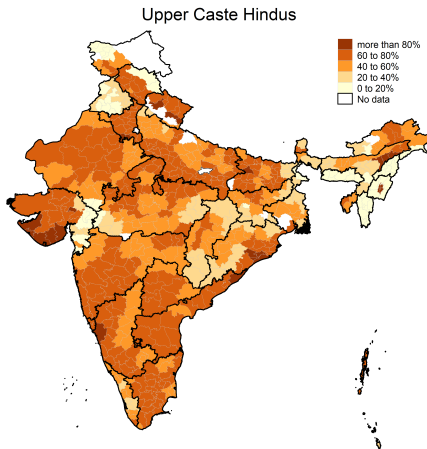 Upper Caste Hindus
more than 80%
60 to 80%
40 to 60%
20 to 40%
0 to 20%
No data